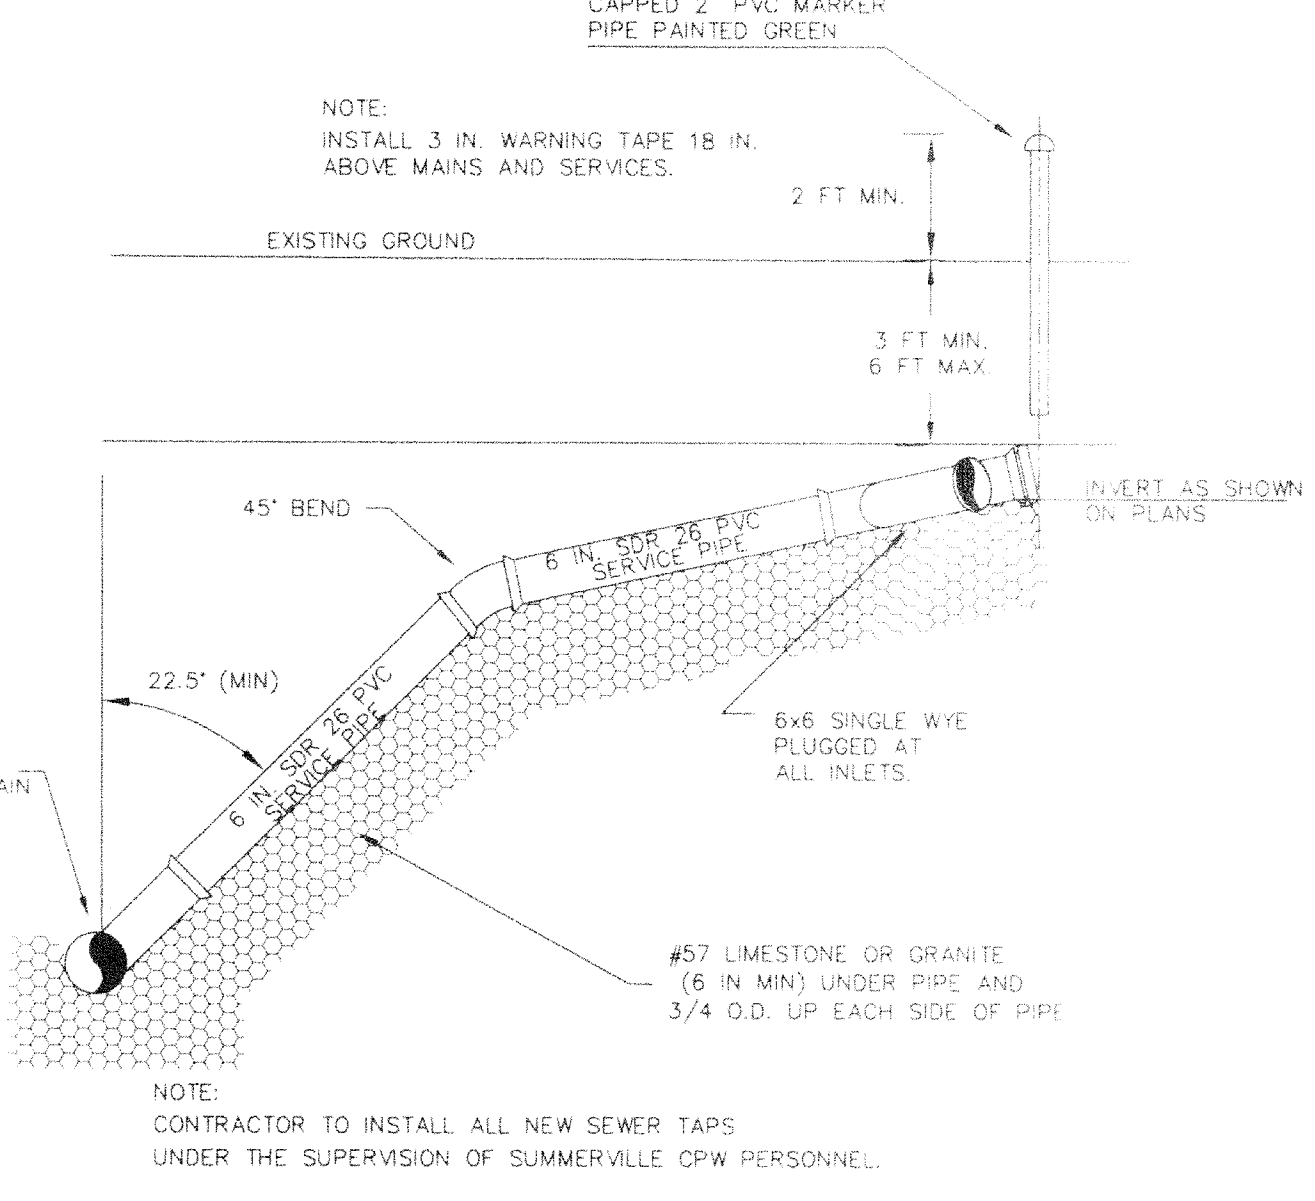 CAPPED 2" PVC MARKER
PIPE PAINTED GREEN
NOTE:
INSTALL 3 IN. WARNING TAPE 18 IN.
ABOVE MAINS AND SERVICES.
2 FT MIN.
EXISTING GROUND
3 FT MIN.
6 FT MAX.
45° BEND
INVERT AS SHOWN
ON PLANS
6 IN. SDR 26 PVC
SERVICE PIPE
22.5° (MIN)
6 IN. SDR 26 PVC
SERVICE PIPE
6x6 SINGLE WYE
PLUGGED AT
ALL INLETS.
#57 LIMESTONE OR GRANITE
(6 IN MIN) UNDER PIPE AND
3/4 O.D. UP EACH SIDE OF PIPE
NOTE:
CONTRACTOR TO INSTALL ALL NEW SEWER TAPS
UNDER THE SUPERVISION OF SUMMERVILLE CPW PERSONNEL.